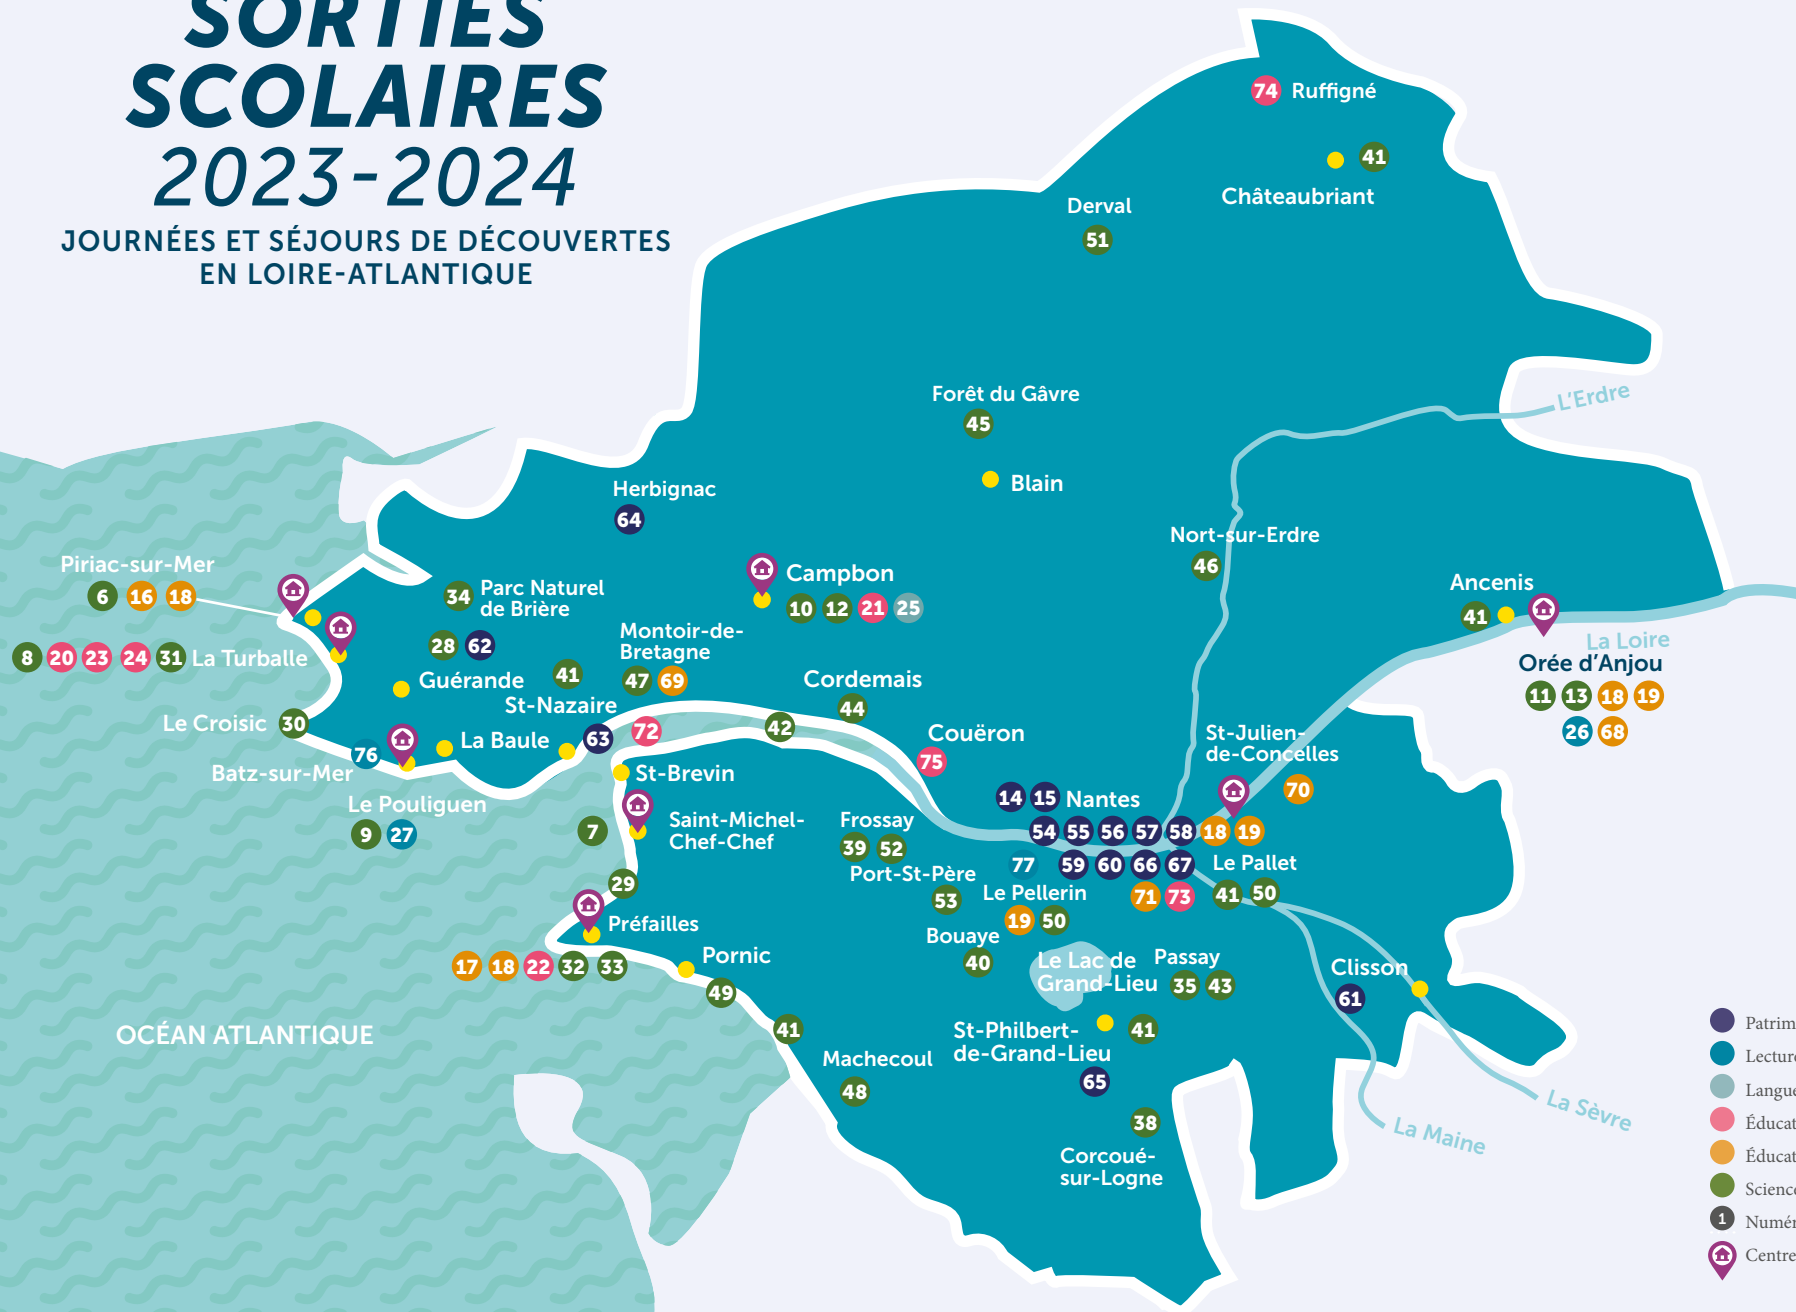 SORTIES
SCOLAIRES
2023-2024
JOURNÉES ET SÉJOURS DE DÉCOUVERTES
EN LOIRE-ATLANTIQUE
74 Ruffigné
41
Châteaubriant
Derval
51
L'Erdre
Forêt du Gâvre
45
Blain
Herbignac
64
Nort-sur-Erdre
46
Piriac-sur-Mer
6 16 18
34 Parc Naturel
de Brière
28 62
Campbon
10 12 21 25
Ancenis
41
La Loire
Orée d'Anjou
11 13 18 19
26 68
8 20 23 24 31 La Turballe
Guérande
41
St-Nazaire
Montoir-de-
Bretagne
47 69
Cordemais
44
Le Croisic 30
63
72
42
La Baule
76
Batz-sur-Mer
Couëron
75
St-Julien-
de-Concelles
70
St-Brevin
Le Pouliguen
9 27
7
Saint-Michel-
Chef-Chef
14 15 Nantes
54 55 56 57 58 18 19
77 59 60 66 67
71 73
Frossay
39 52
Port-St-Père
53
Le Pallet
41 50
Le Pellerin
19 50
29
Préfailles
17 18 22 32 33
Bouaye
40
Pornic
49
Le Lac de
Grand-Lieu
Passay
35 43
Clisson
61
41
OCÉAN ATLANTIQUE
St-Philbert-
de-Grand-Lieu
41
65
Machecoul
48
38
Corcoué-
sur-Logne
La Sèvre
La Maine
Patrim
Lecture
Langue
Éducat
Éducat
Science
1 Numér
Centre